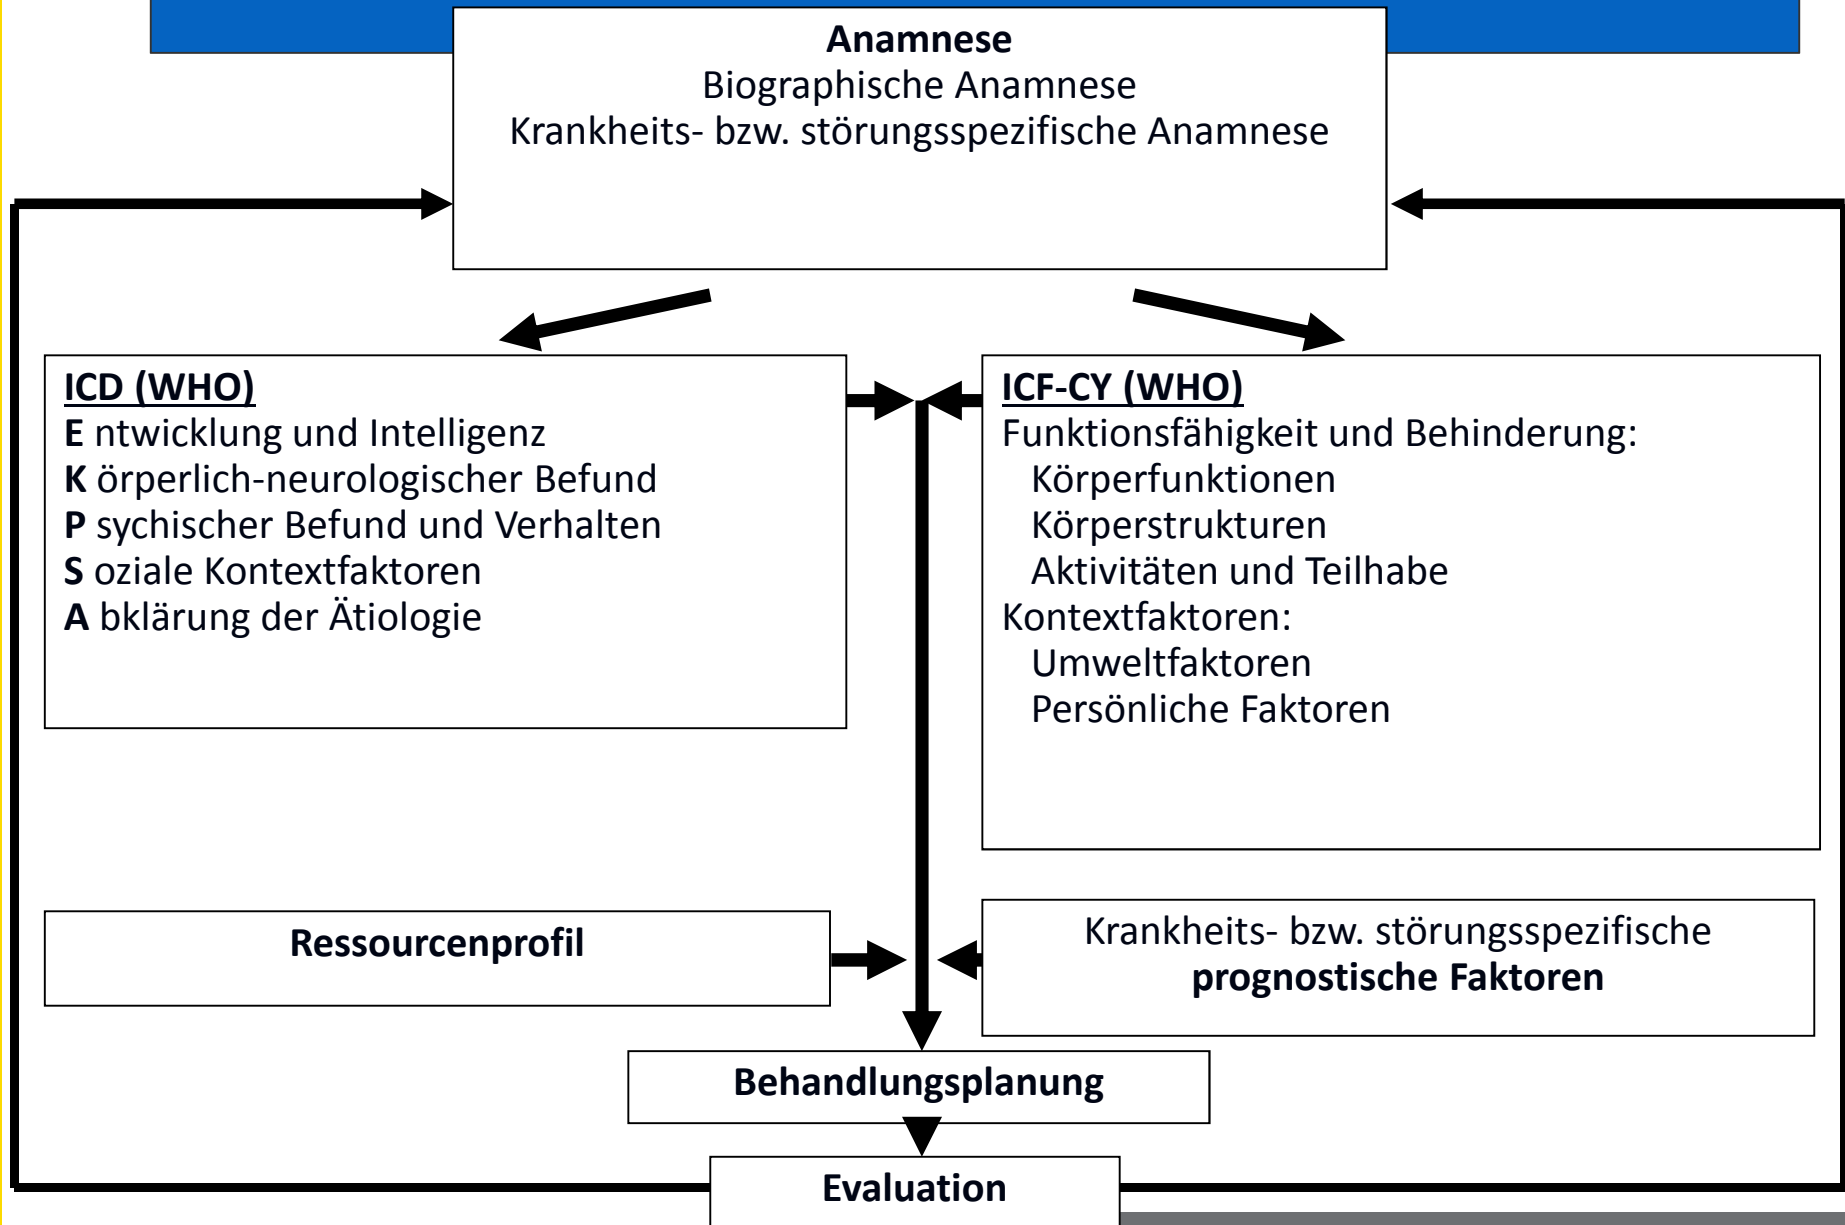 Anamnese
Biographische Anamnese
Krankheits- bzw. störungsspezifische Anamnese
ICD (WHO)
E ntwicklung und Intelligenz
K örperlich-neurologischer Befund
P sychischer Befund und Verhalten
S oziale Kontextfaktoren
A bklärung der Ätiologie
ICF-CY (WHO)
Funktionsfähigkeit und Behinderung:
Körperfunktionen
Körperstrukturen
Aktivitäten und Teilhabe
Kontextfaktoren:
Umweltfaktoren
Persönliche Faktoren
Ressourcenprofil
Krankheits- bzw. störungsspezifische
prognostische Faktoren
Behandlungsplanung
Evaluation